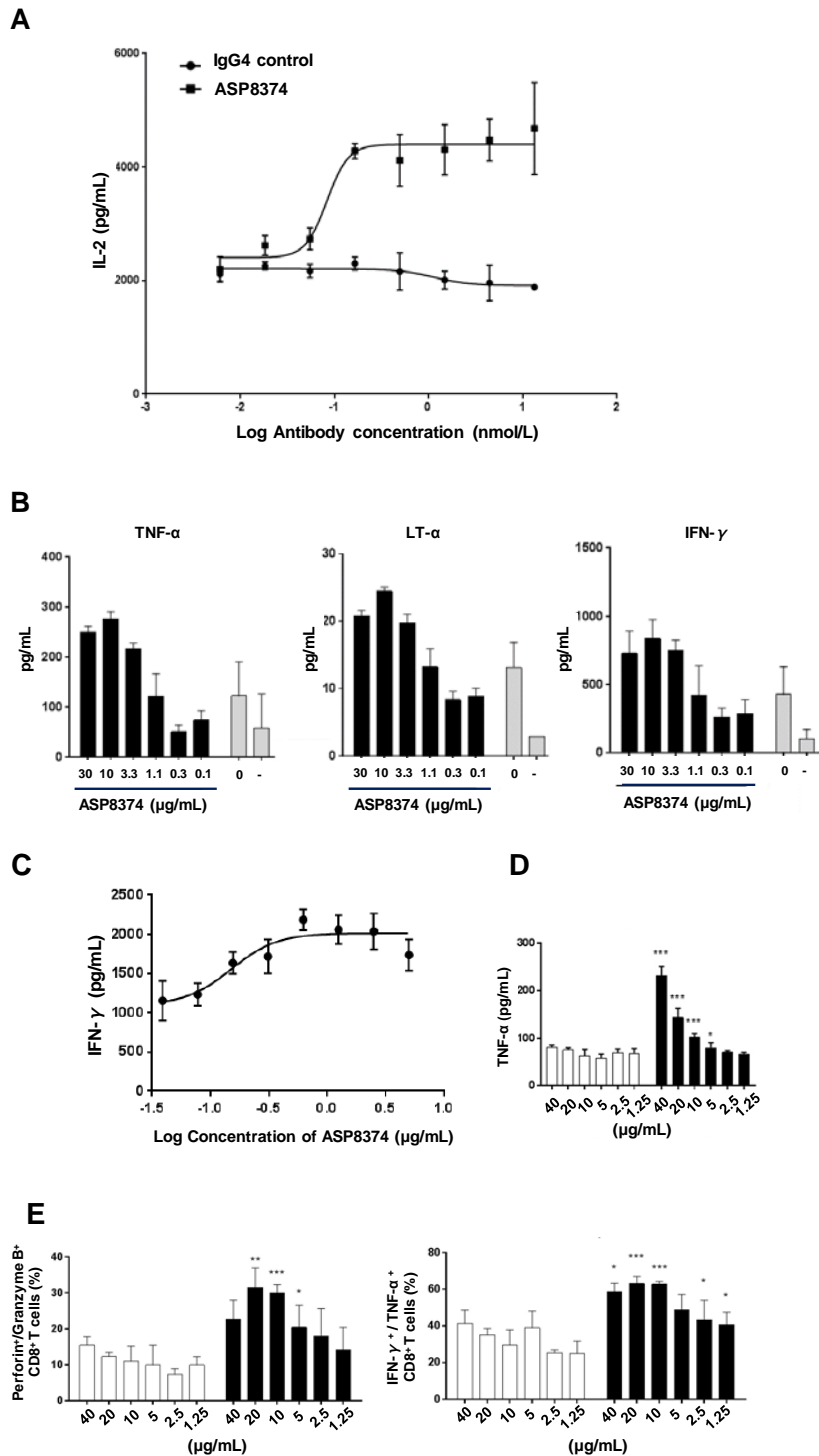 A
IgG4 control
ASP8374
6000
4000
2000
0
IL-2 (pg/mL)
-3 -2 -1 0 1 2
Log Antibody concentration (nmol/L)
B
TNF-α
400
300
200
100
0
pg/mL
30 10 3.3 1.1 0.3 0.1 0 -
ASP8374 (µg/mL)
LT-α
30
20
10
0
pg/mL
30 10 3.3 1.1 0.3 0.1 0 -
ASP8374 (µg/mL)
IFN-γ
1500
1000
500
0
pg/mL
30 10 3.3 1.1 0.3 0.1 0 -
ASP8374 (µg/mL)
C
2500
2000
1500
1000
500
0
IFN-γ (pg/mL)
-1.5 -1.0 -0.5 0.0 0.5 1.0
Log Concentration of ASP8374 (µg/mL)
D
300
200
100
0
TNF-α (pg/mL)
*** *** *** *
40 20 10 5 2.5 1.25 40 20 10 5 2.5 1.25
(µg/mL)
E
Perforin+/Granzyme B+
CD8+ T cells (%)
40
30
20
10
0
** *** *
40 20 10 5 2.5 1.25 40 20 10 5 2.5 1.25
(µg/mL)
IFN-γ+ / TNF-α+
CD8+ T cells (%)
80
60
40
20
0
* *** *** * *
40 20 10 5 2.5 1.25 40 20 10 5 2.5 1.25
(µg/mL)